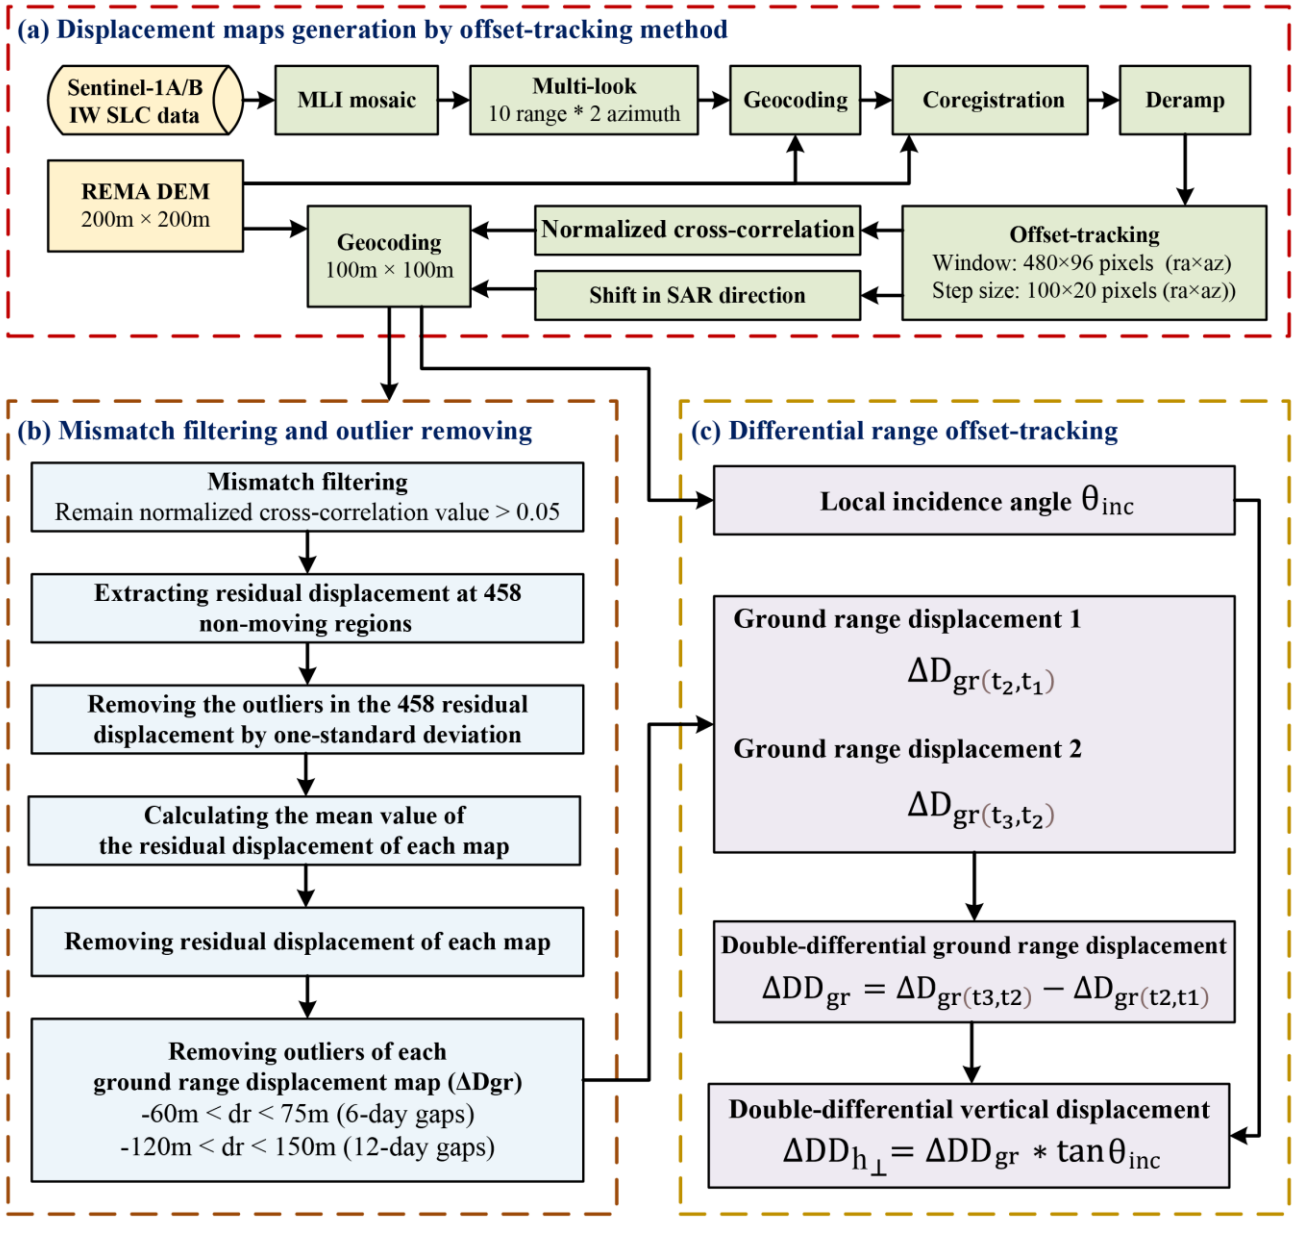 (a) Displacement maps generation by offset-tracking method
Sentinel-1A/B
IW SLC data
MLI mosaic
Multi-look
10 range * 2 azimuth
Geocoding
Coregistration
Deramp
REMA DEM
200m × 200m
Geocoding
100m × 100m
Normalized cross-correlation
Shift in SAR direction
Offset-tracking
Window: 480×96 pixels (ra×az)
Step size: 100×20 pixels (ra×az))
(b) Mismatch filtering and outlier removing
Mismatch filtering
Remain normalized cross-correlation value > 0.05
Extracting residual displacement at 458
non-moving regions
Removing the outliers in the 458 residual
displacement by one-standard deviation
Calculating the mean value of
the residual displacement of each map
Removing residual displacement of each map
Removing outliers of each
ground range displacement map (ΔDgr)
-60m < dr < 75m (6-day gaps)
-120m < dr < 150m (12-day gaps)
(c) Differential range offset-tracking
Local incidence angle θinc
Ground range displacement 1
ΔDgr(t₂,t₁)
Ground range displacement 2
ΔDgr(t₃,t₂)
Double-differential ground range displacement
ΔDDgr = ΔDgr(t3,t2) − ΔDgr(t2,t1)
Double-differential vertical displacement
ΔDDh⊥= ΔDDgr * tanθinc